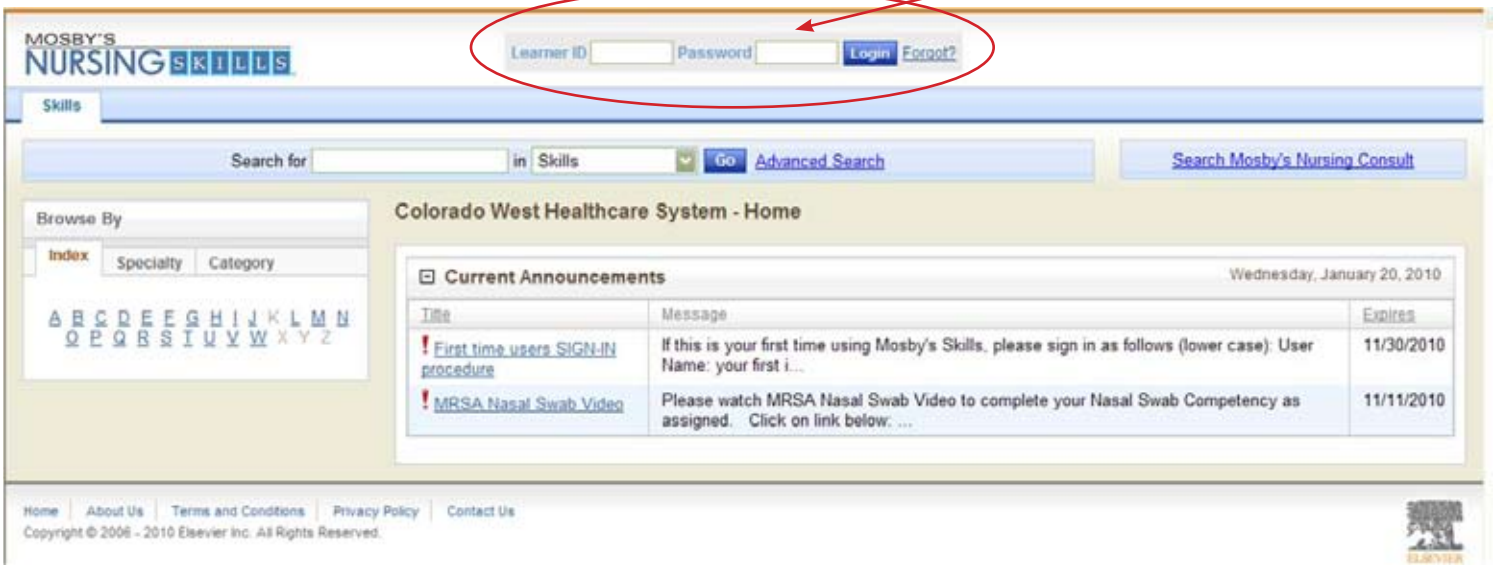 MOSBY'S
NURSING SKILLS
Learner ID Password Login Forgot?
Skills
Search for in Skills Go Advanced Search Search Mosby's Nursing Consult
Browse By
Index Specialty Category
A B C D E F G H I J K L M N
O P Q R S T U V W X Y Z
Colorado West Healthcare System - Home
Current Announcements Wednesday, January 20, 2010
Title Message Expires
! First time users SIGN-IN procedure
If this is your first time using Mosby's Skills, please sign in as follows (lower case): User
Name: your first i...
11/30/2010
! MRSA Nasal Swab Video
Please watch MRSA Nasal Swab Video to complete your Nasal Swab Competency as
assigned. Click on link below: ...
11/11/2010
Home About Us Terms and Conditions Privacy Policy Contact Us
Copyright © 2006 - 2010 Elsevier Inc. All Rights Reserved.
ELSEVIER